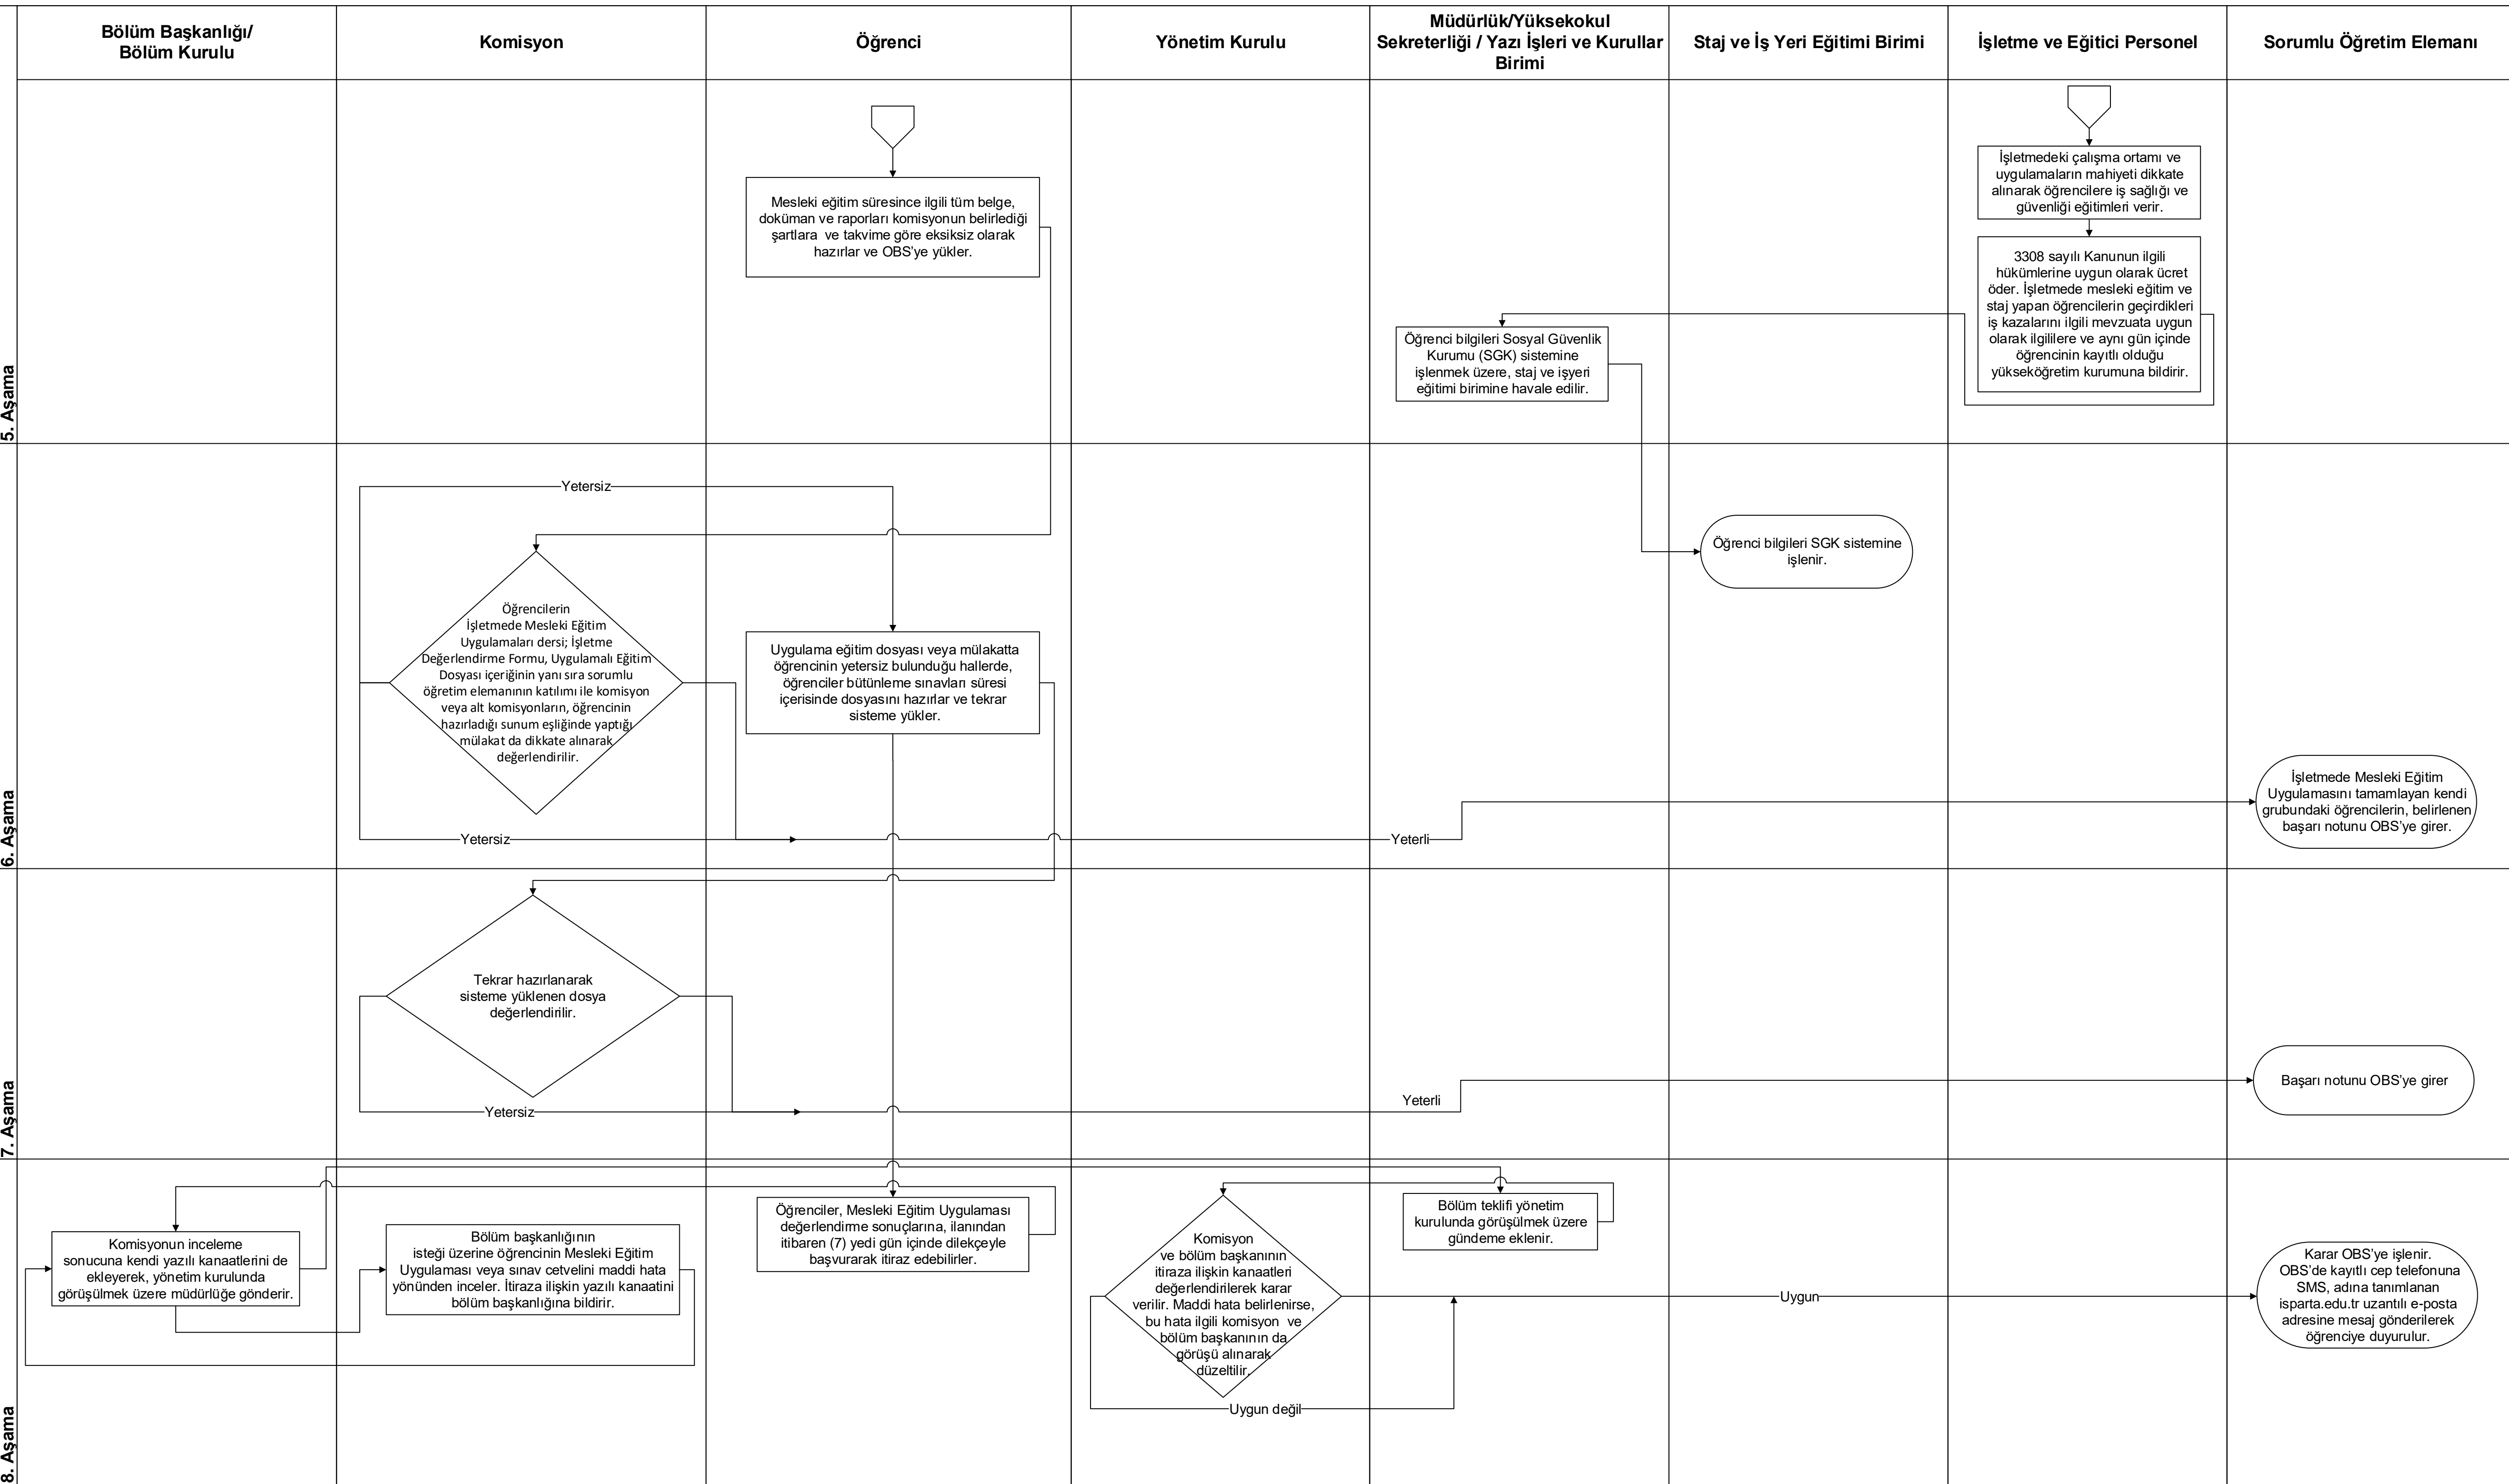 Bölüm Başkanlığı/
Bölüm Kurulu
Komisyon
Öğrenci
Yönetim Kurulu
Müdürlük/Yüksekokul
Sekreterliği / Yazı İşleri ve Kurullar
Birimi
Staj ve İş Yeri Eğitimi Birimi
İşletme ve Eğitici Personel
Sorumlu Öğretim Elemanı
5. Aşama
Mesleki eğitim süresince ilgili tüm belge,
doküman ve raporları komisyonun belirlediği
şartlara ve takvime göre eksiksiz olarak
hazırlar ve OBS'ye yükler.
İşletmedeki çalışma ortamı ve
uygulamaların mahiyeti dikkate
alınarak öğrencilere iş sağlığı ve
güvenliği eğitimleri verir.
3308 sayılı Kanunun ilgili
hükümlerine uygun olarak ücret
öder. İşletmede mesleki eğitim ve
staj yapan öğrencilerin geçirdikleri
iş kazalarını ilgili mevzuata uygun
olarak ilgililere ve aynı gün içinde
öğrencinin kayıtlı olduğu
yükseköğretim kurumuna bildirir.
Öğrenci bilgileri Sosyal Güvenlik
Kurumu (SGK) sistemine
işlenmek üzere, staj ve işyeri
eğitimi birimine havale edilir.
6. Aşama
Yetersiz
Öğrencilerin
İşletmede Mesleki Eğitim
Uygulamaları dersi; İşletme
Değerlendirme Formu, Uygulamalı Eğitim
Dosyası içeriğinin yanı sıra sorumlu
öğretim elemanının katılımı ile komisyon
veya alt komisyonların, öğrencinin
hazırladığı sunum eşliğinde yaptığı
mülakat da dikkate alınarak
değerlendirilir.
Uygulama eğitim dosyası veya mülakatta
öğrencinin yetersiz bulunduğu hallerde,
öğrenciler bütünleme sınavları süresi
içerisinde dosyasını hazırlar ve tekrar
sisteme yükler.
Öğrenci bilgileri SGK sistemine
işlenir.
İşletmede Mesleki Eğitim
Uygulamasını tamamlayan kendi
grubundaki öğrencilerin, belirlenen
başarı notunu OBS'ye girer.
Yetersiz
Yeterli
7. Aşama
Tekrar hazırlanarak
sisteme yüklenen dosya
değerlendirilir.
Başarı notunu OBS'ye girer
Yetersiz
Yeterli
8. Aşama
Komisyonun inceleme
sonucuna kendi yazılı kanaatlerini de
ekleyerek, yönetim kurulunda
görüşülmek üzere müdürlüğe gönderir.
Bölüm başkanlığının
isteği üzerine öğrencinin Mesleki Eğitim
Uygulaması veya sınav cetvelini maddi hata
yönünden inceler. İtiraza ilişkin yazılı kanaatini
bölüm başkanlığına bildirir.
Öğrenciler, Mesleki Eğitim Uygulaması
değerlendirme sonuçlarına, ilanından
itibaren (7) yedi gün içinde dilekçeyle
başvurarak itiraz edebilirler.
Komisyon
ve bölüm başkanının
itiraza ilişkin kanaatleri
değerlendirilerek karar
verilir. Maddi hata belirlenirse,
bu hata ilgili komisyon ve
bölüm başkanının da
görüşü alınarak
düzeltilir.
Bölüm teklifi yönetim
kurulunda görüşülmek üzere
gündeme eklenir.
Uygun
Karar OBS'ye işlenir.
OBS'de kayıtlı cep telefonuna
SMS, adına tanımlanan
isparta.edu.tr uzantılı e-posta
adresine mesaj gönderilerek
öğrenciye duyurulur.
Uygun değil